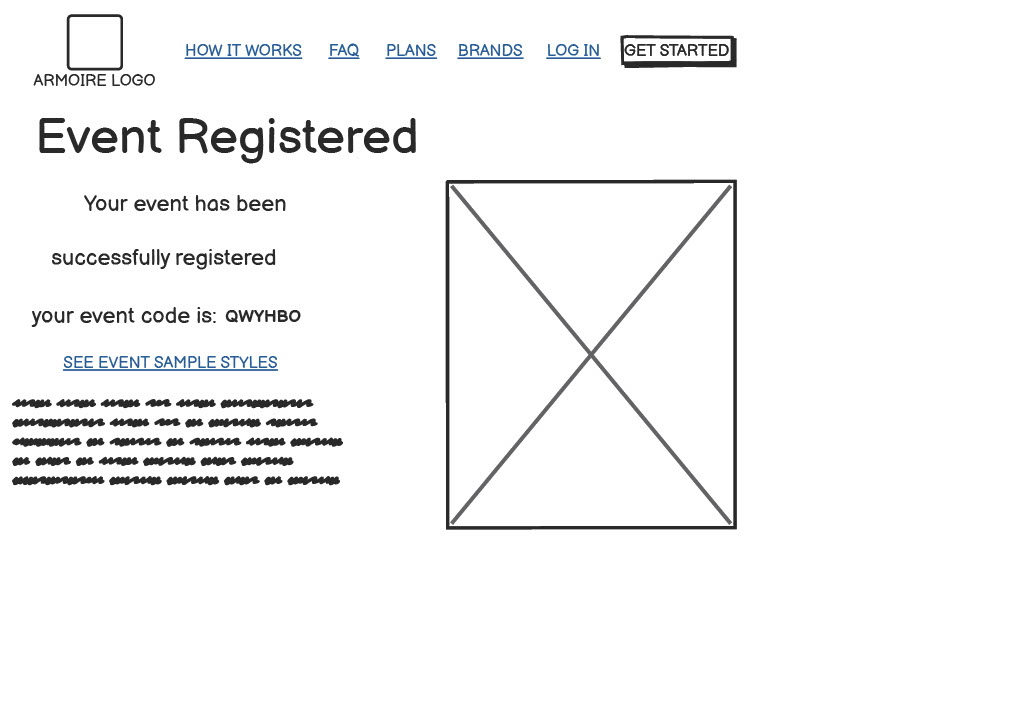 HOW IT WORKS FAQ PLANS BRANDS LOG IN GET STARTED
ARMOIRE LOGO
Event Registered
Your event has been
successfully registered
your event code is: QWYHBO
SEE EVENT SAMPLE STYLES